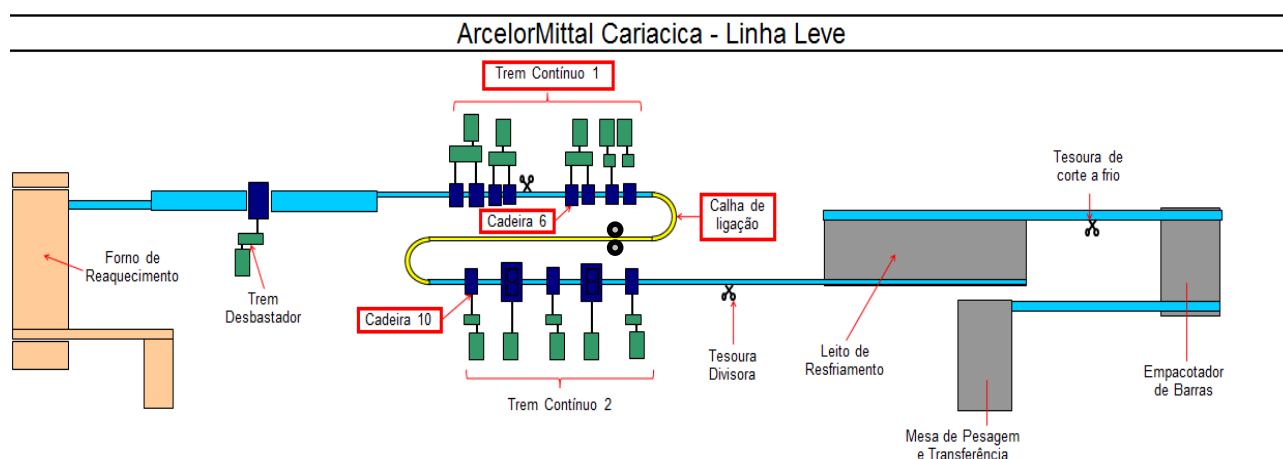 ArcelorMittal Cariacica - Linha Leve
Trem Contínuo 1
Tesoura de
corte a frio
Cadeira 6
Calha de
ligação
Forno de
Reaquecimento
Trem
Desbastador
Cadeira 10
Tesoura
Divisora
Leito de
Resfriamento
Empacotador
de Barras
Trem Contínuo 2
Mesa de Pesagem
e Transferência